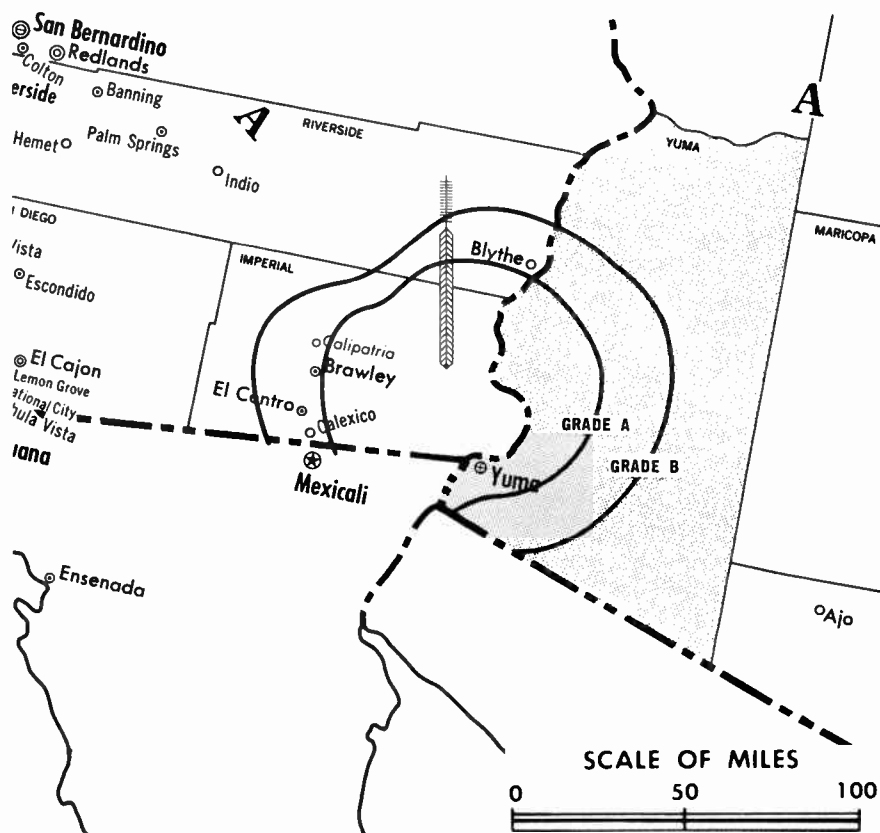 San Bernardino
Redlands
Colton
erside
Banning
A
A
RIVERSIDE
YUMA
Hemet
Palm Springs
Indio
DIEGO
MARICOPA
Vista
IMPERIAL
Blythe
Escondido
Calipatria
El Cajon
Brawley
Lemon Grove
ational City
El Centro
hula Vista
Calexico
GRADE A
GRADE B
uana
Yuma
Mexicali
Ensenada
Ajo
SCALE OF MILES
0 50 100